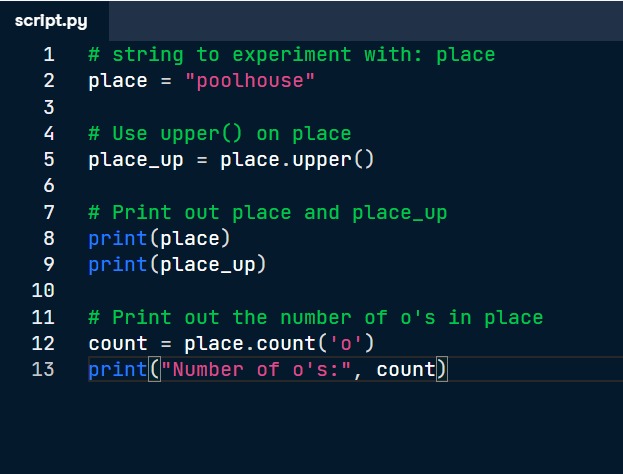 script.py
1 # string to experiment with: place
2 place = "poolhouse"
3
4 # Use upper() on place
5 place_up = place.upper()
6
7 # Print out place and place_up
8 print(place)
9 print(place_up)
10
11 # Print out the number of o's in place
12 count = place.count('o')
13 print("Number of o's:", count)